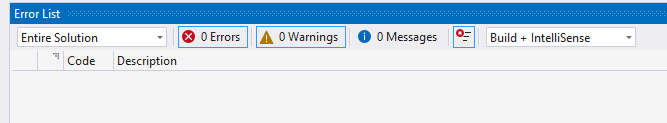 Error List
Entire Solution 0 Errors 0 Warnings 0 Messages Build + IntelliSense
Code Description